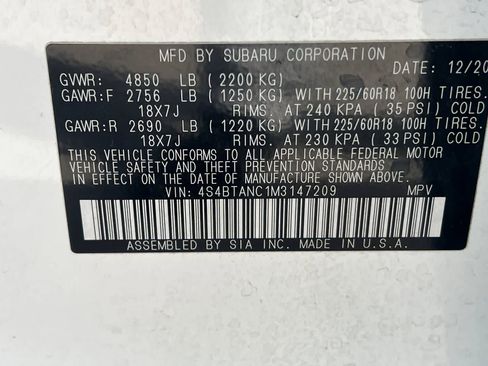 MFD BY SUBARU CORPORATION
GVWR: 4850 LB (2200 KG) DATE: 12/20
GAWR:F 2756 LB (1250 KG) WITH 225/60R18 100H TIRES.
18X7J RIMS. AT 240 KPA (35 PSI) COLD
GAWR:R 2690 LB (1220 KG) WITH 225/60R18 100H TIRES.
18X7J RIMS. AT 230 KPA (33 PSI) COLD
THIS VEHICLE CONFORMS TO ALL APPLICABLE FEDERAL MOTOR
VEHICLE SAFETY AND THEFT PREVENTION STANDARDS
IN EFFECT ON THE DATE OF MANUFACTURE SHOWN ABOVE.
VIN: 4S4BTANC1M3147209 MPV
ASSEMBLED BY SIA INC. MADE IN U.S.A.